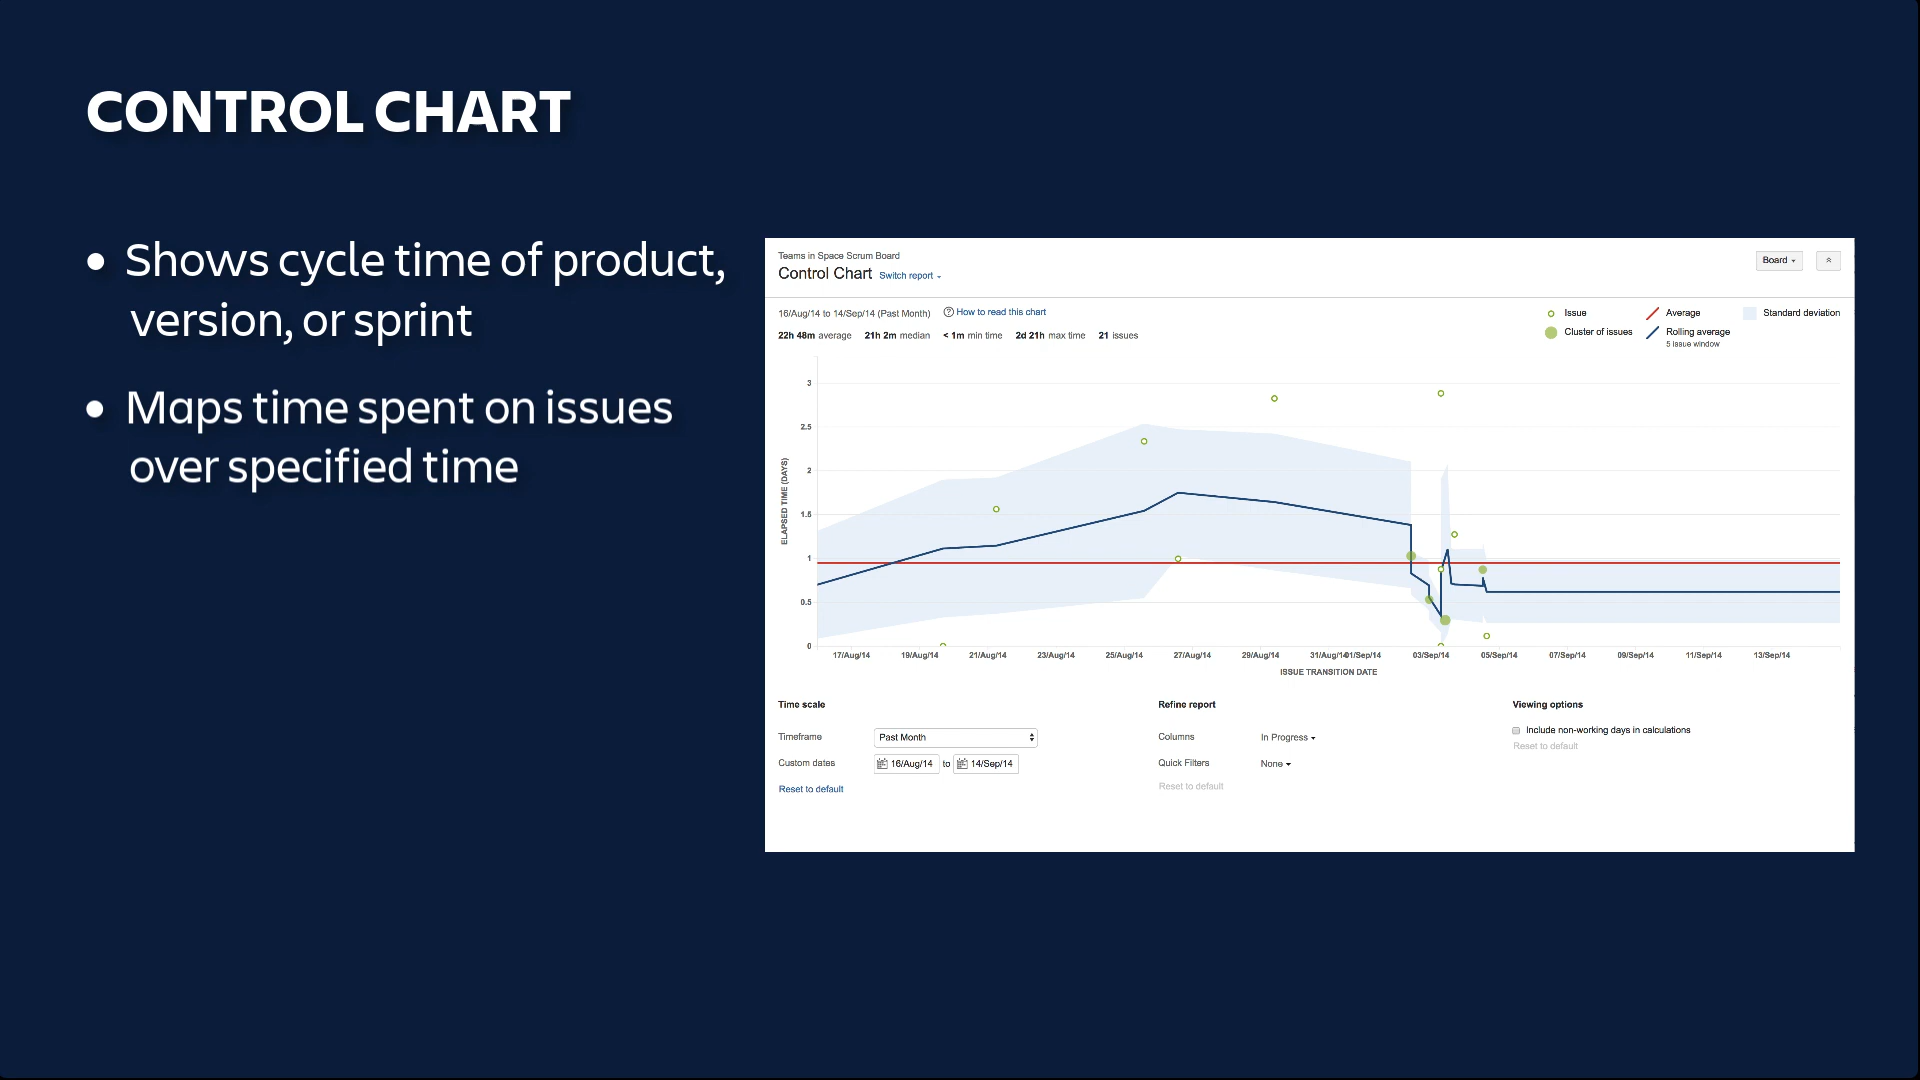 CONTROL CHART
• Shows cycle time of product,
version, or sprint
• Maps time spent on issues
over specified time
Teams in Space Scrum Board
Control Chart Switch report
Board
16/Aug/14 to 14/Sep/14 (Past Month) How to read this chart
22h 48m average 21h 2m median < 1m min time 2d 21h max time 21 issues
Issue Average Standard deviation
Cluster of issues Rolling average
5 issue window
3
2.5
2
1.5
1
0.5
0
ELAPSED TIME (DAYS)
17/Aug/14 19/Aug/14 21/Aug/14 23/Aug/14 25/Aug/14 27/Aug/14 29/Aug/14 31/Aug/14 01/Sep/14 03/Sep/14 05/Sep/14 07/Sep/14 09/Sep/14 11/Sep/14 13/Sep/14
ISSUE TRANSITION DATE
Time scale
Timeframe Past Month
Custom dates 16/Aug/14 to 14/Sep/14
Reset to default
Refine report
Columns In Progress
Quick Filters None
Reset to default
Viewing options
Include non-working days in calculations
Reset to default